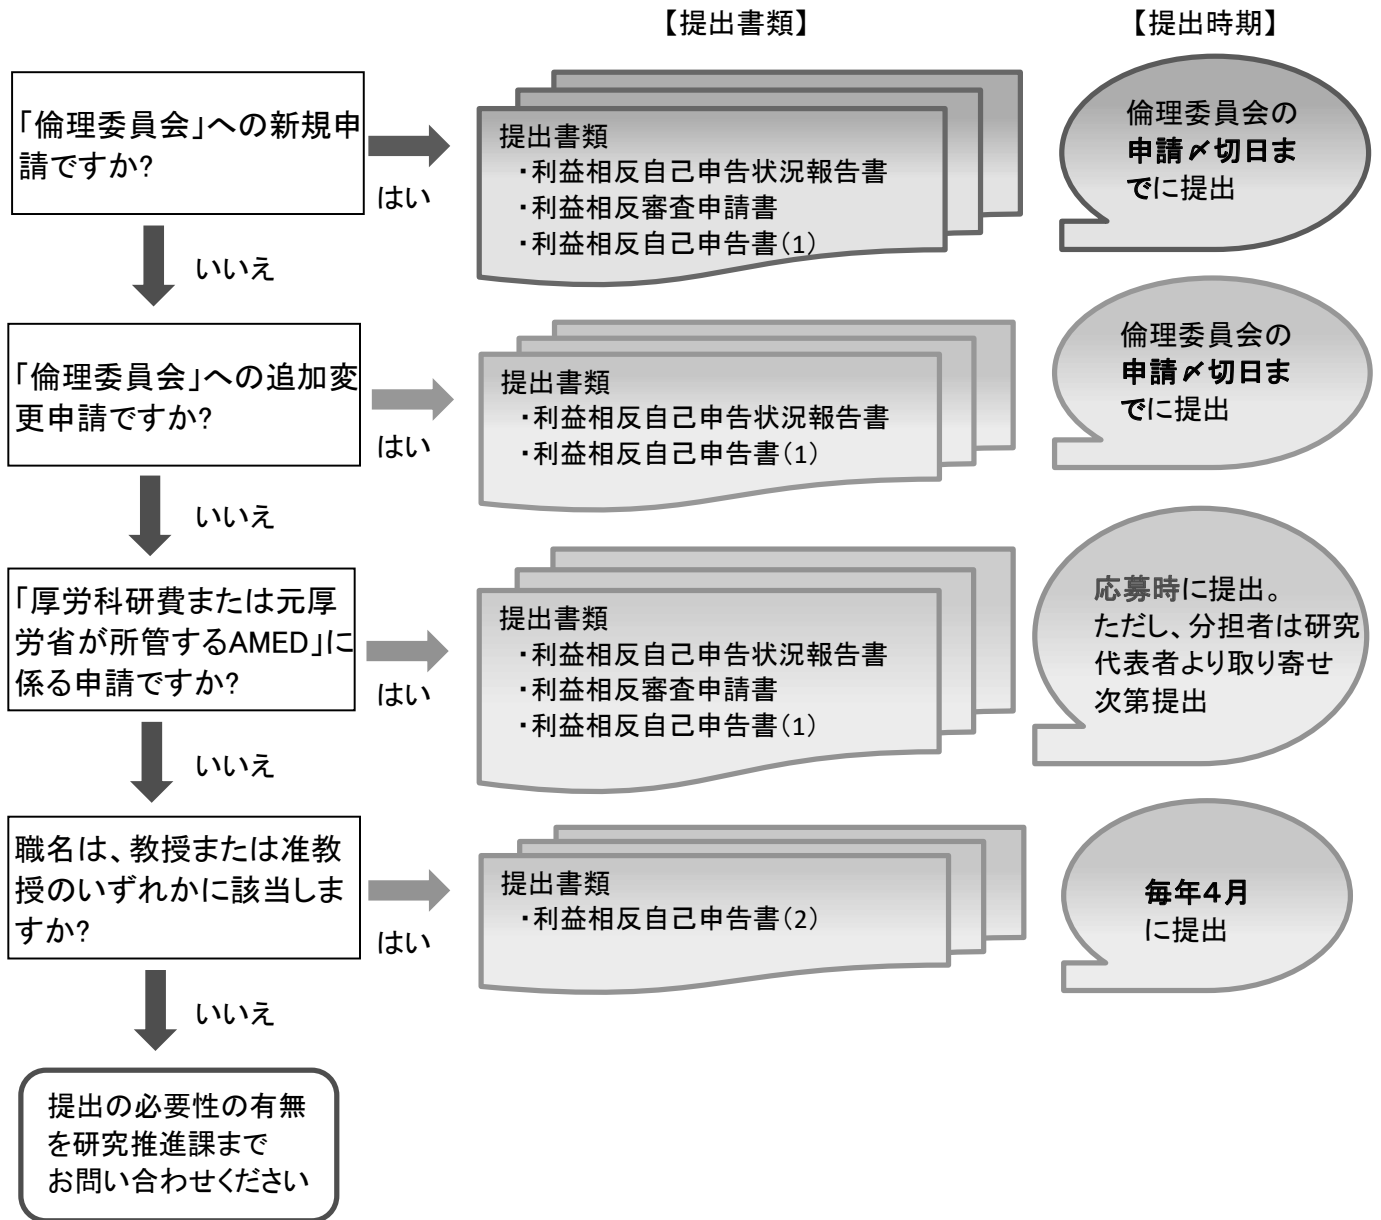 【提出書類】
【提出時期】
「倫理委員会」への新規申
請ですか?
はい
提出書類
・利益相反自己申告状況報告書
・利益相反審査申請書
・利益相反自己申告書(1)
倫理委員会の
申請〆切日ま
でに提出
いいえ
「倫理委員会」への追加変
更申請ですか?
はい
提出書類
・利益相反自己申告状況報告書
・利益相反自己申告書(1)
倫理委員会の
申請〆切日ま
でに提出
いいえ
「厚労科研費または元厚
労省が所管するAMED」に
係る申請ですか?
はい
提出書類
・利益相反自己申告状況報告書
・利益相反審査申請書
・利益相反自己申告書(1)
応募時に提出。
ただし、分担者は研究
代表者より取り寄せ
次第提出
いいえ
職名は、教授または准教
授のいずれかに該当しま
すか?
はい
提出書類
・利益相反自己申告書(2)
毎年4月
に提出
いいえ
提出の必要性の有無
を研究推進課まで
お問い合わせください